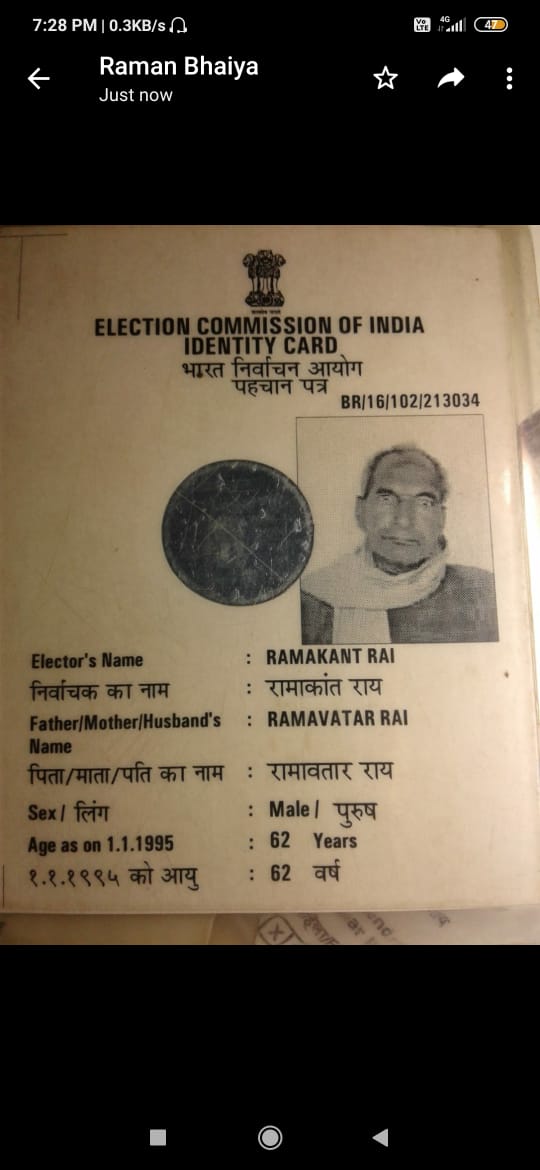 7:28 PM | 0.3KB/s
Vo LTE 4G 47
Raman Bhaiya
Just now
ELECTION COMMISSION OF INDIA
IDENTITY CARD
भारत निर्वाचन आयोग
पहचान पत्र
BR/16/102/213034
Elector's Name : RAMAKANT RAI
निर्वाचक का नाम : रामाकांत राय
Father/Mother/Husband's : RAMAVATAR RAI
Name
पिता/माता/पति का नाम : रामावतार राय
Sex / लिंग : Male / पुरुष
Age as on 1.1.1995 : 62 Years
१.१.१९९५ को आयु : 62 वर्ष